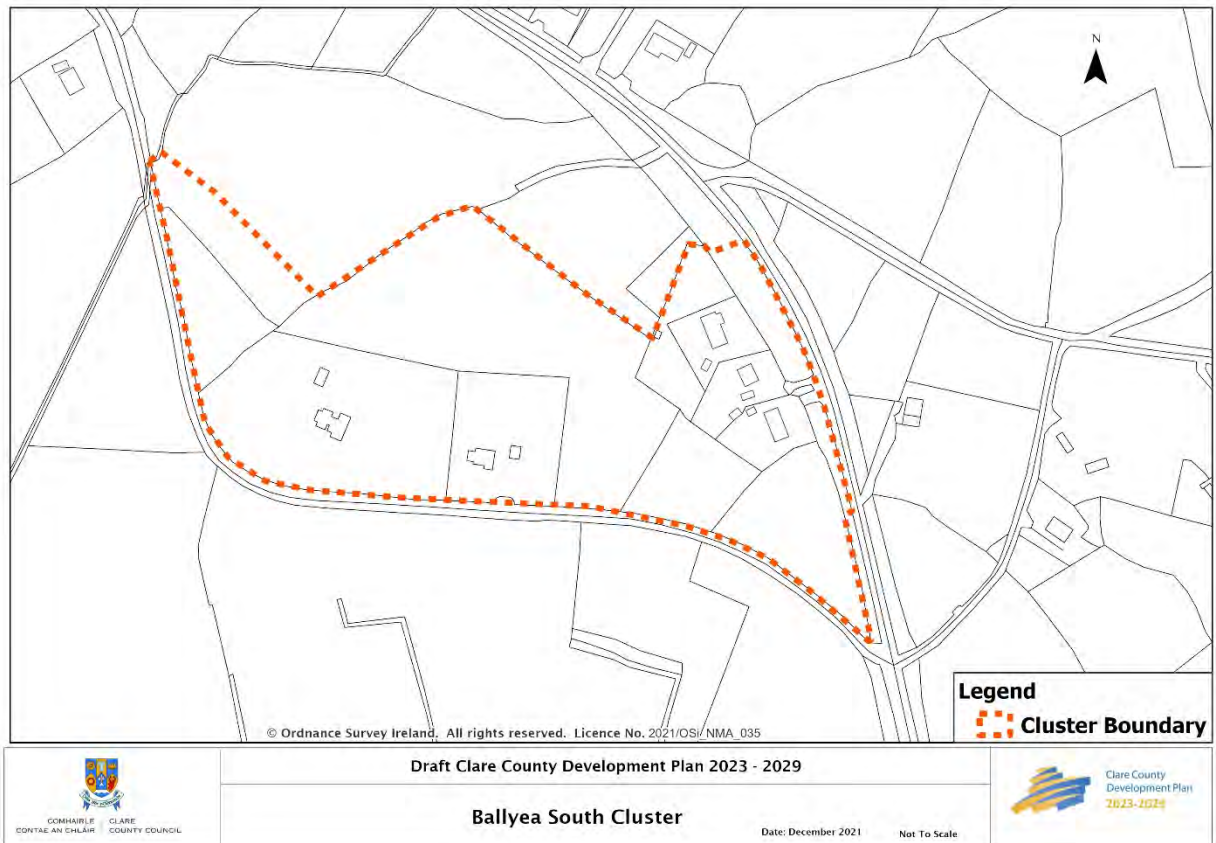 N
Legend
Cluster Boundary
© Ordnance Survey Ireland. All rights reserved. Licence No. 2021/OSi_NMA_035
Draft Clare County Development Plan 2023 - 2029
Ballyea South Cluster
Date: December 2021
Not To Scale
COMHAIRLE CLARE
CONTAE AN CHLÁIR COUNTY COUNCIL
Clare County
Development Plan
2023-2029